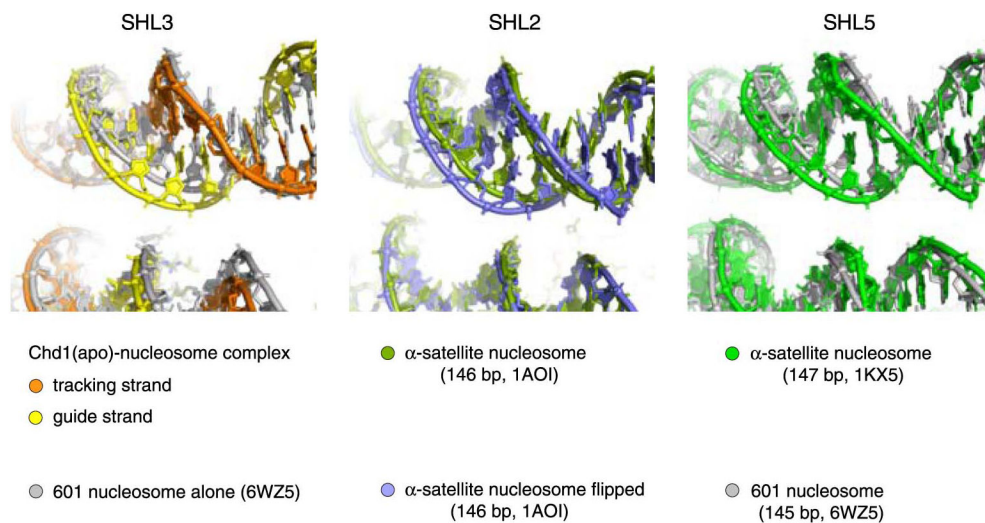 SHL3
SHL2
SHL5
Chd1(apo)-nucleosome complex
tracking strand
guide strand
601 nucleosome alone (6WZ5)
α-satellite nucleosome
(146 bp, 1AOI)
α-satellite nucleosome flipped
(146 bp, 1AOI)
α-satellite nucleosome
(147 bp, 1KX5)
601 nucleosome
(145 bp, 6WZ5)